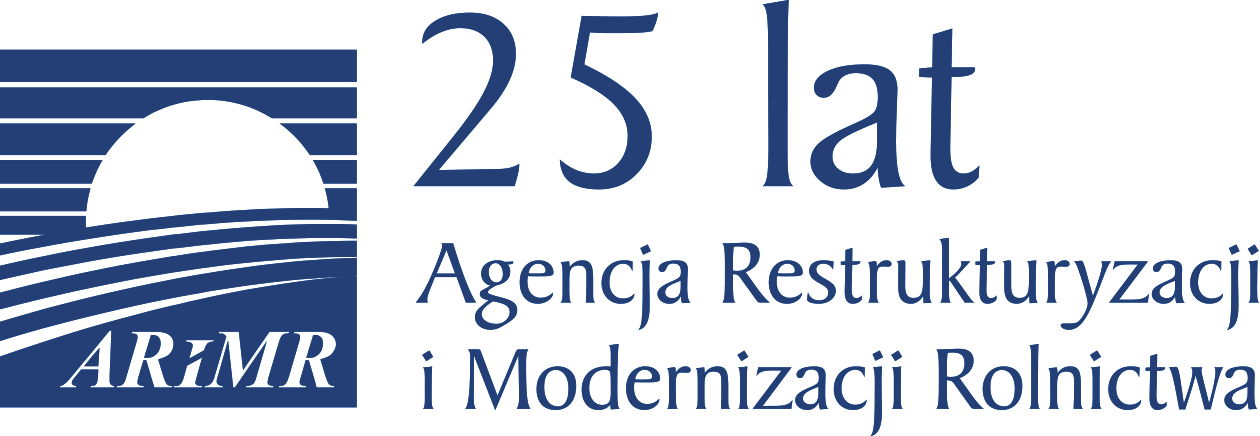 25 lat
Agencja Restrukturyzacji
i Modernizacji Rolnictwa
ARiMR